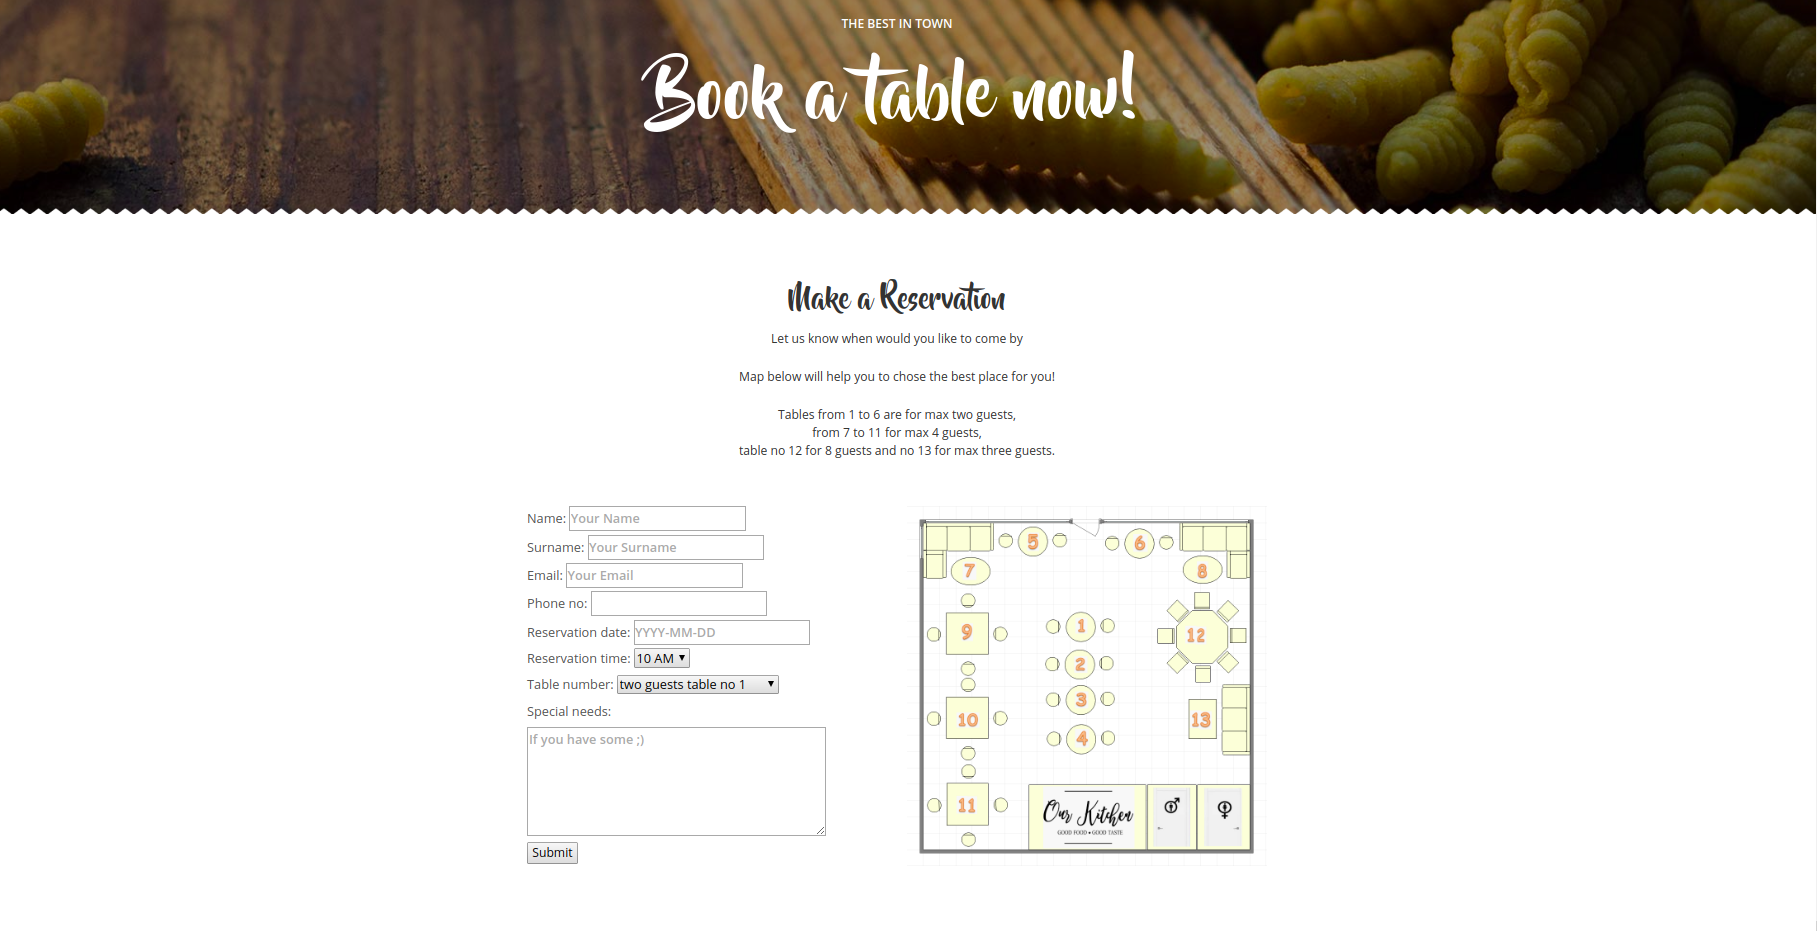 THE BEST IN TOWN
Book a table now!
Make a Reservation
Let us know when would you like to come by
Map below will help you to chose the best place for you!
Tables from 1 to 6 are for max two guests,
from 7 to 11 for max 4 guests,
table no 12 for 8 guests and no 13 for max three guests.
Name: Your Name
Surname: Your Surname
Email: Your Email
Phone no:
Reservation date: YYYY-MM-DD
Reservation time: 10 AM
Table number: two guests table no 1
Special needs:
If you have some ;)
Submit
5
6
7
8
9
1
12
2
3
10
13
4
11
Our Kitchen
GOOD FOOD • GOOD TASTE